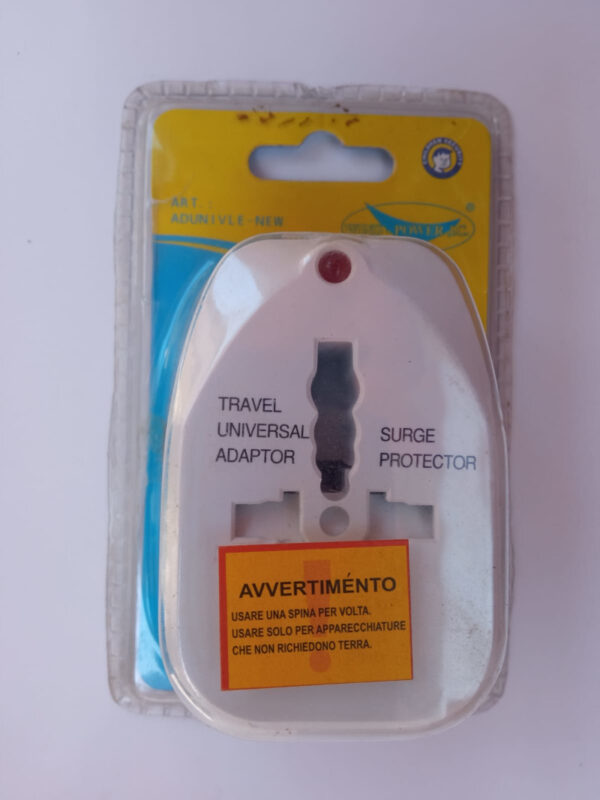 ART.:
ADUNIVLE-NEW
POWER
®
TRAVEL
UNIVERSAL
ADAPTOR
SURGE
PROTECTOR
AVVERTIMÉNTO
USARE UNA SPINA PER VOLTA.
USARE SOLO PER APPARECCHIATURE
CHE NON RICHIEDONO TERRA.